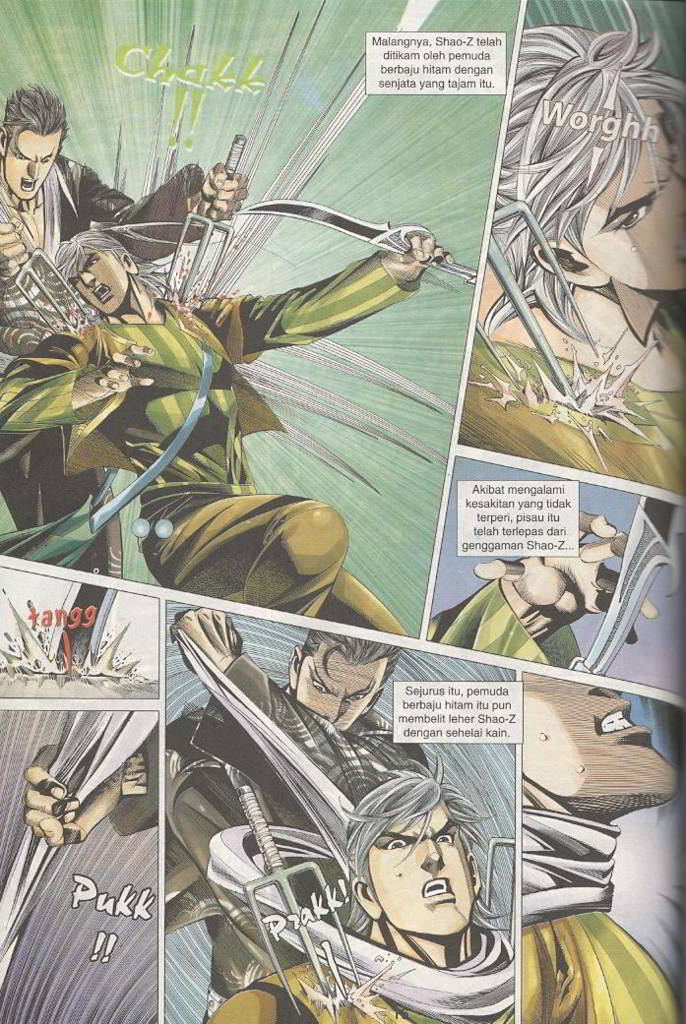 Chakk
!!
Malangnya, Shao-Z telah
ditikam oleh pemuda
berbaju hitam dengan
senjata yang tajam itu.
Worghh
Akibat mengalami
kesakitan yang tidak
terperi, pisau itu
telah terlepas dari
genggaman Shao-Z...
tangg
Sejurus itu, pemuda
berbaju hitam itu pun
membelit leher Shao-Z
dengan sehelai kain.
Pukk
!!
Przakk!